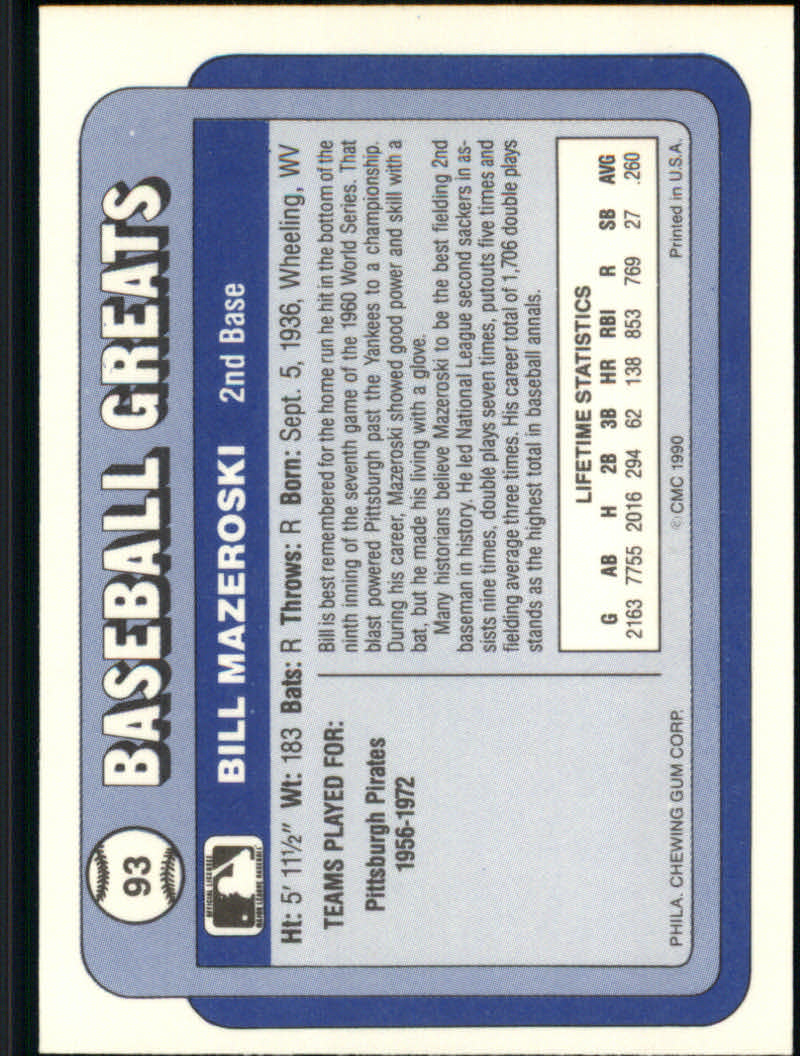 93
BASEBALL GREATS
BILL MAZEROSKI 2nd Base
OFFICIAL LICENSEE
MAJOR LEAGUE BASEBALL
Ht: 5' 11½" Wt: 183 Bats: R Throws: R Born: Sept. 5, 1936, Wheeling, WV
TEAMS PLAYED FOR:
Pittsburgh Pirates
1956-1972
Bill is best remembered for the home run he hit in the bottom of the
ninth inning of the seventh game of the 1960 World Series. That
blast powered Pittsburgh past the Yankees to a championship.
During his career, Mazeroski showed good power and skill with a
bat, but he made his living with a glove.
Many historians believe Mazeroski to be the best fielding 2nd
baseman in history. He led National League second sackers in as-
sists nine times, double plays seven times, putouts five times and
fielding average three times. His career total of 1,706 double plays
stands as the highest total in baseball annals.
LIFETIME STATISTICS
G AB H 2B 3B HR RBI R SB AVG
2163 7755 2016 294 62 138 853 769 27 .260
PHILA. CHEWING GUM CORP. © CMC 1990 Printed in U.S.A.